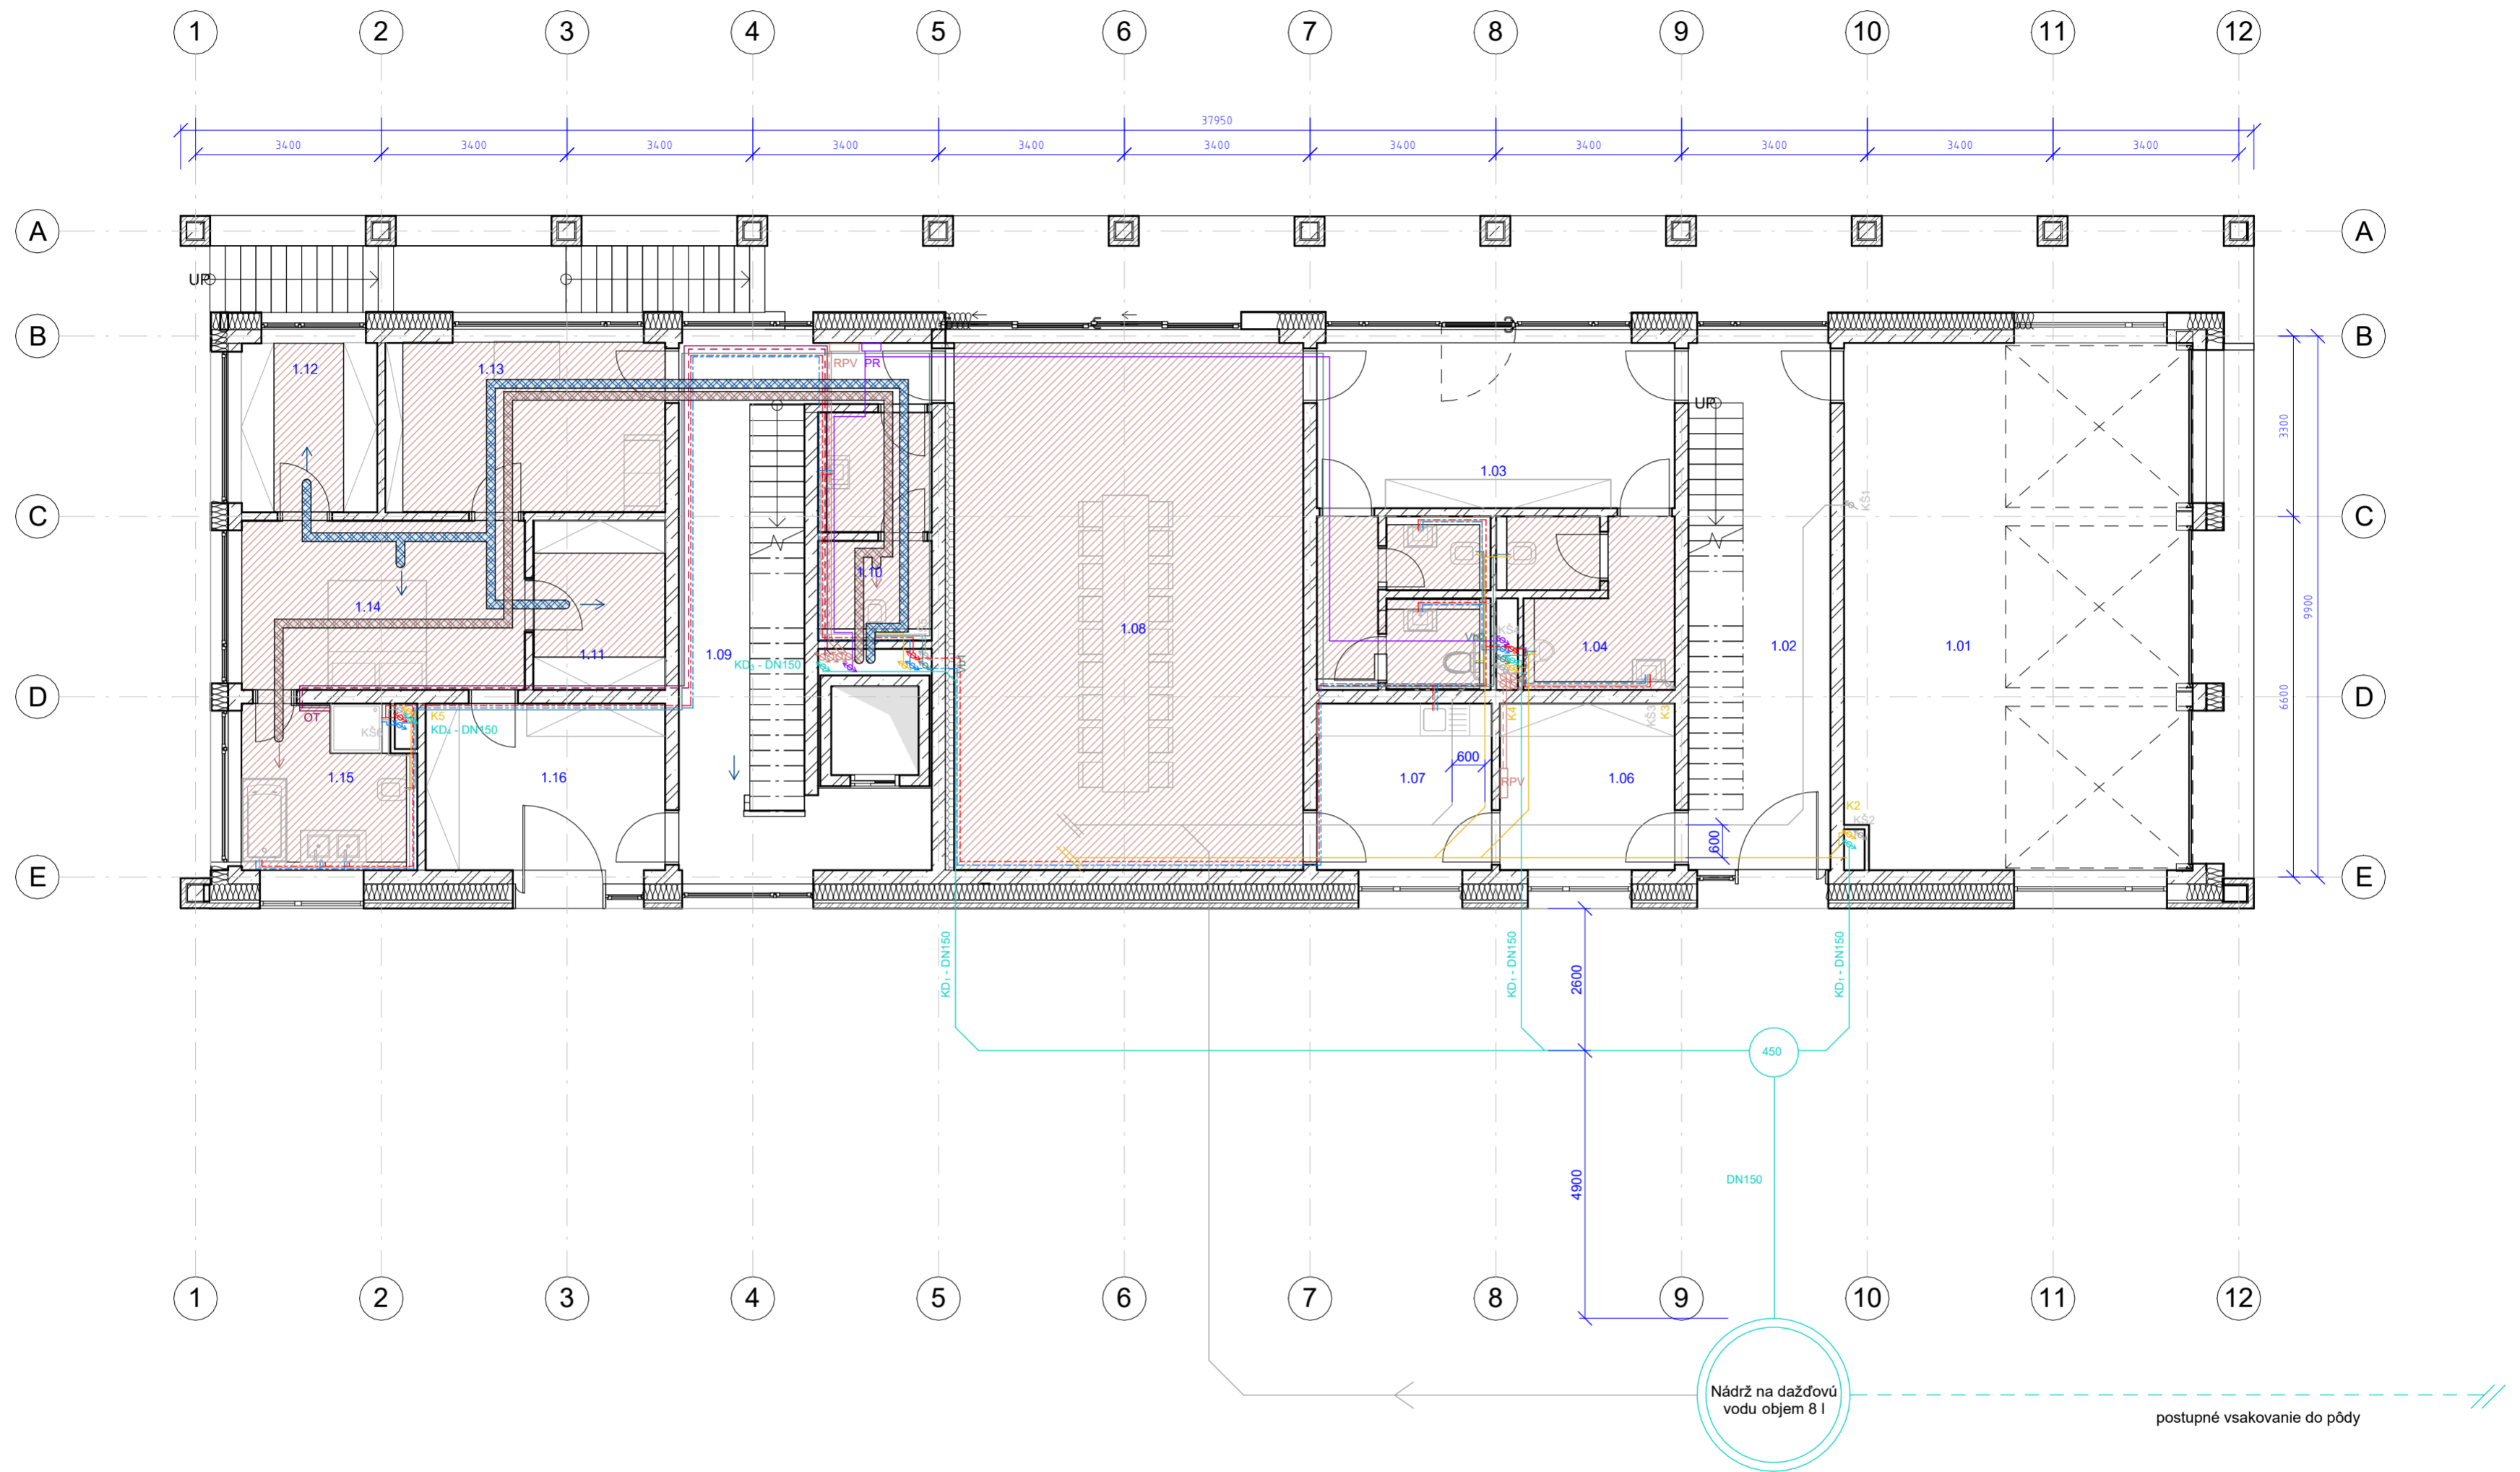 1 2 3 4 5 6 7 8 9 10 11 12
37950
3400 3400 3400 3400 3400 3400 3400 3400 3400 3400 3400
A A
UP
B B
RPV PR
1.12 1.13
UP
3300
1.03
KŠ1
C C
1.10
9900
1.14 1.08
1.11 1.09 1.04 1.02 1.01
KD₃ - DN150
D D
6600
OT K5 K4 KŠ3 K3
KD₄ - DN150
600
1.15 1.16 1.07 RPV 1.06
K2
KŠ2
600
E E
KD₁ - DN150 KD₁ - DN150 KD₁ - DN150
2600
450
DN150
4900
1 2 3 4 5 6 7 8 9 10 11 12
Nádrž na dažďovú
vodu objem 8 l
postupné vsakovanie do pôdy